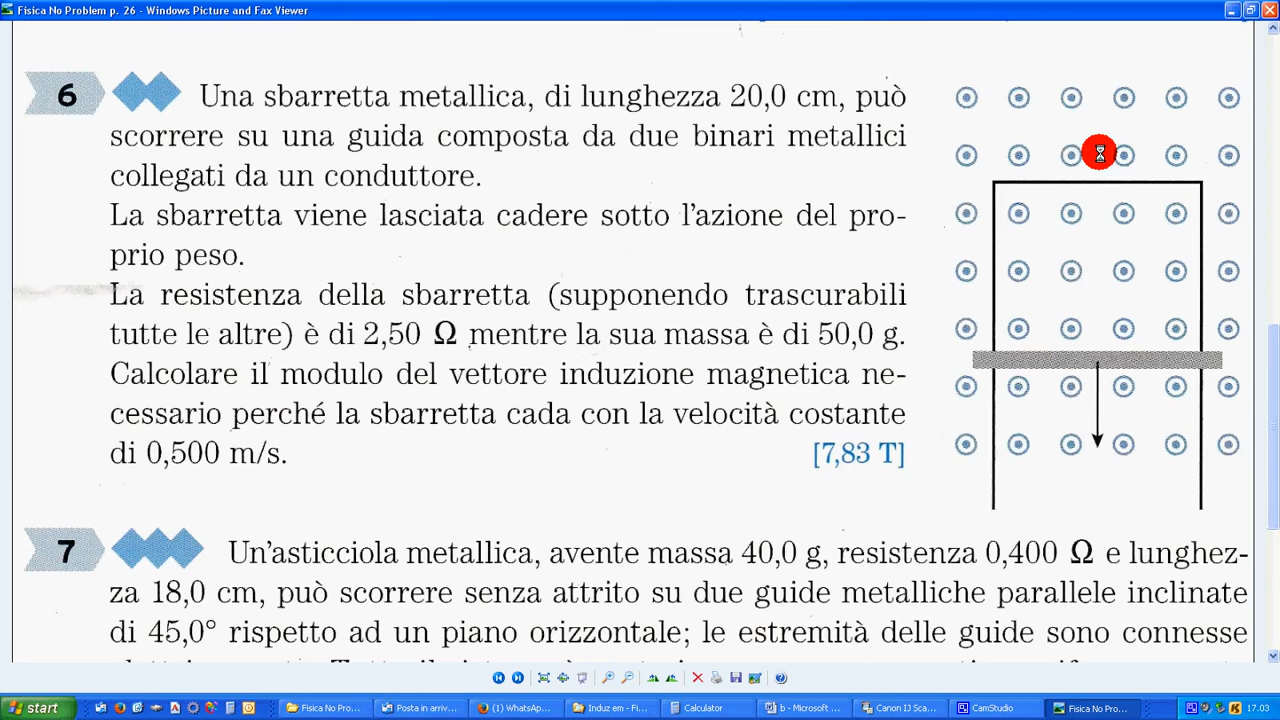 Fisica No Problem p. 26 - Windows Picture and Fax Viewer
6 Una sbarretta metallica, di lunghezza 20,0 cm, può
scorrere su una guida composta da due binari metallici
collegati da un conduttore.
La sbarretta viene lasciata cadere sotto l'azione del pro-
prio peso.
La resistenza della sbarretta (supponendo trascurabili
tutte le altre) è di 2,50 Ω mentre la sua massa è di 50,0 g.
Calcolare il modulo del vettore induzione magnetica ne-
cessario perché la sbarretta cada con la velocità costante
di 0,500 m/s. [7,83 T]
7 Un'asticciola metallica, avente massa 40,0 g, resistenza 0,400 Ω e lunghez-
za 18,0 cm, può scorrere senza attrito su due guide metalliche parallele inclinate
di 45,0° rispetto ad un piano orizzontale; le estremità delle guide sono connesse
start Fisica No Pro... Posta in arrivo... (1) WhatsApp... Induz em - Fi... Calculator b - Microsoft ... Canon IJ Sca... CamStudio Fisica No Pro... 17.03